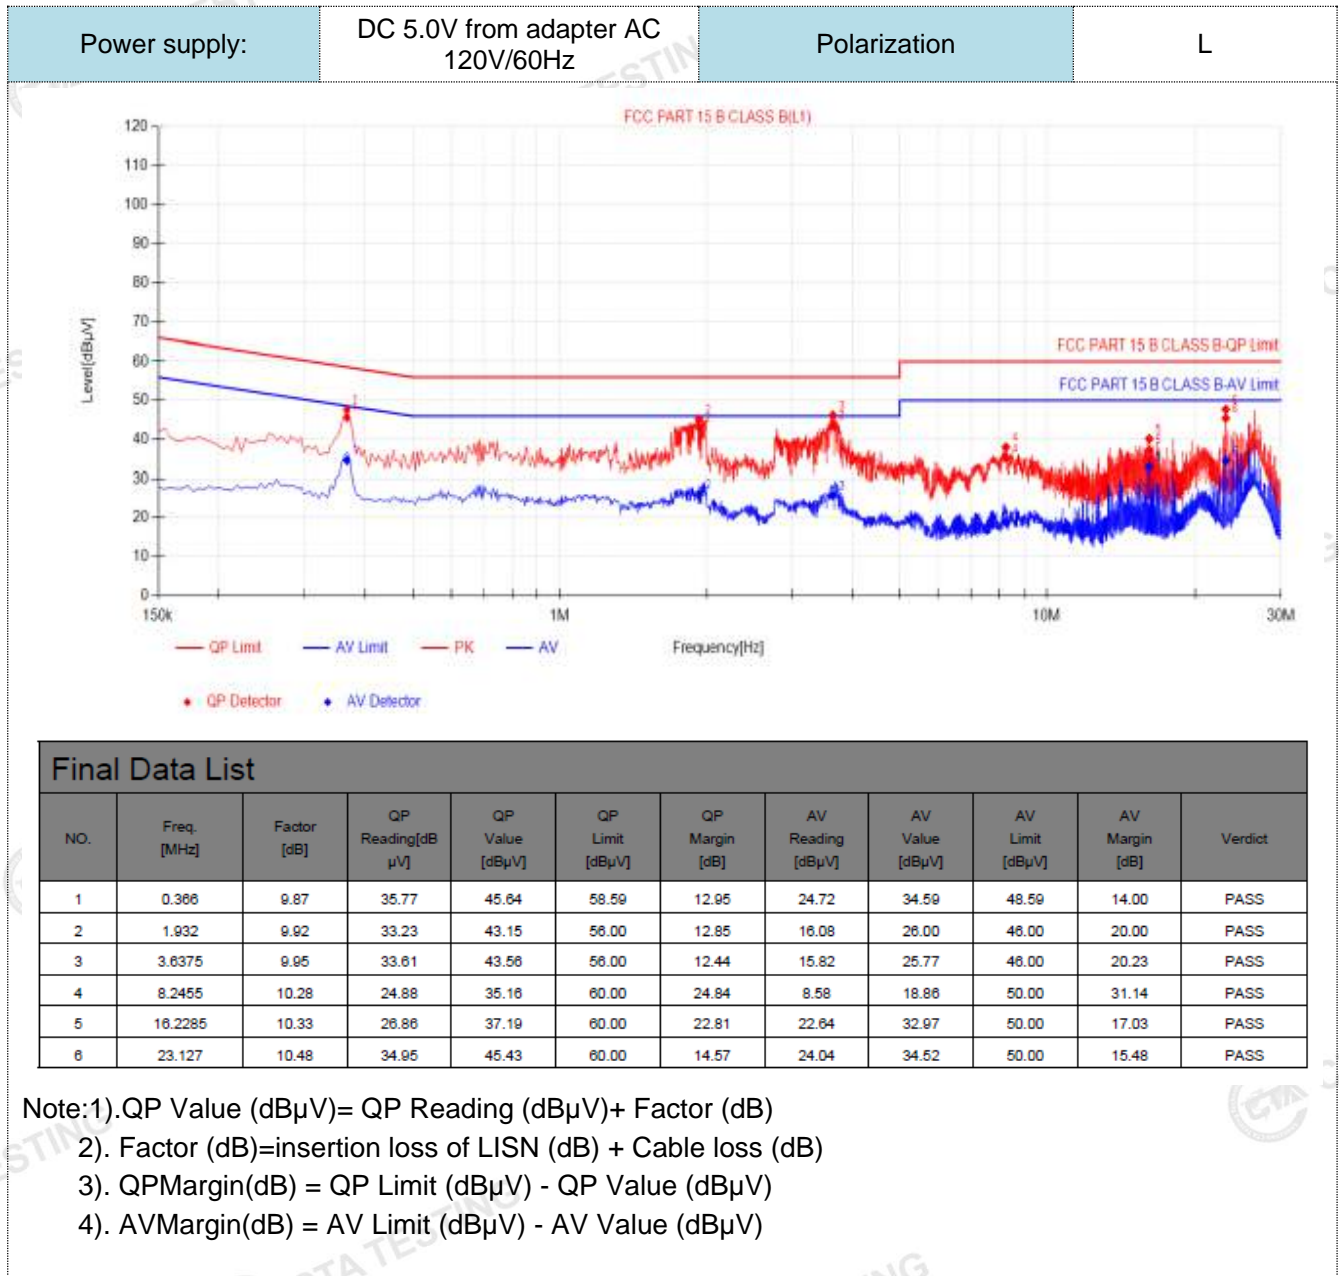 Power supply: DC 5.0V from adapter AC 120V/60Hz Polarization L
FCC PART 15 B CLASS B(L1)
120
110
100
90
80
70
60
50
40
30
20
10
0
Level[dBµV]
FCC PART 15 B CLASS B-QP Limit
FCC PART 15 B CLASS B-AV Limit
150k 1M 10M 30M
Frequency[Hz]
QP Limit AV Limit PK AV
QP Detector AV Detector
Final Data List
NO. Freq. [MHz] Factor [dB] QP Reading[dBµV] QP Value [dBµV] QP Limit [dBµV] QP Margin [dB] AV Reading [dBµV] AV Value [dBµV] AV Limit [dBµV] AV Margin [dB] Verdict
1 0.366 9.87 35.77 45.64 58.59 12.95 24.72 34.59 48.59 14.00 PASS
2 1.932 9.92 33.23 43.15 56.00 12.85 16.08 26.00 46.00 20.00 PASS
3 3.6375 9.95 33.61 43.56 56.00 12.44 15.82 25.77 46.00 20.23 PASS
4 8.2455 10.28 24.88 35.16 60.00 24.84 8.58 18.86 50.00 31.14 PASS
5 16.2285 10.33 26.86 37.19 60.00 22.81 22.64 32.97 50.00 17.03 PASS
6 23.127 10.48 34.95 45.43 60.00 14.57 24.04 34.52 50.00 15.48 PASS
Note:1).QP Value (dBµV)= QP Reading (dBµV)+ Factor (dB)
2). Factor (dB)=insertion loss of LISN (dB) + Cable loss (dB)
3). QPMargin(dB) = QP Limit (dBµV) - QP Value (dBµV)
4). AVMargin(dB) = AV Limit (dBµV) - AV Value (dBµV)